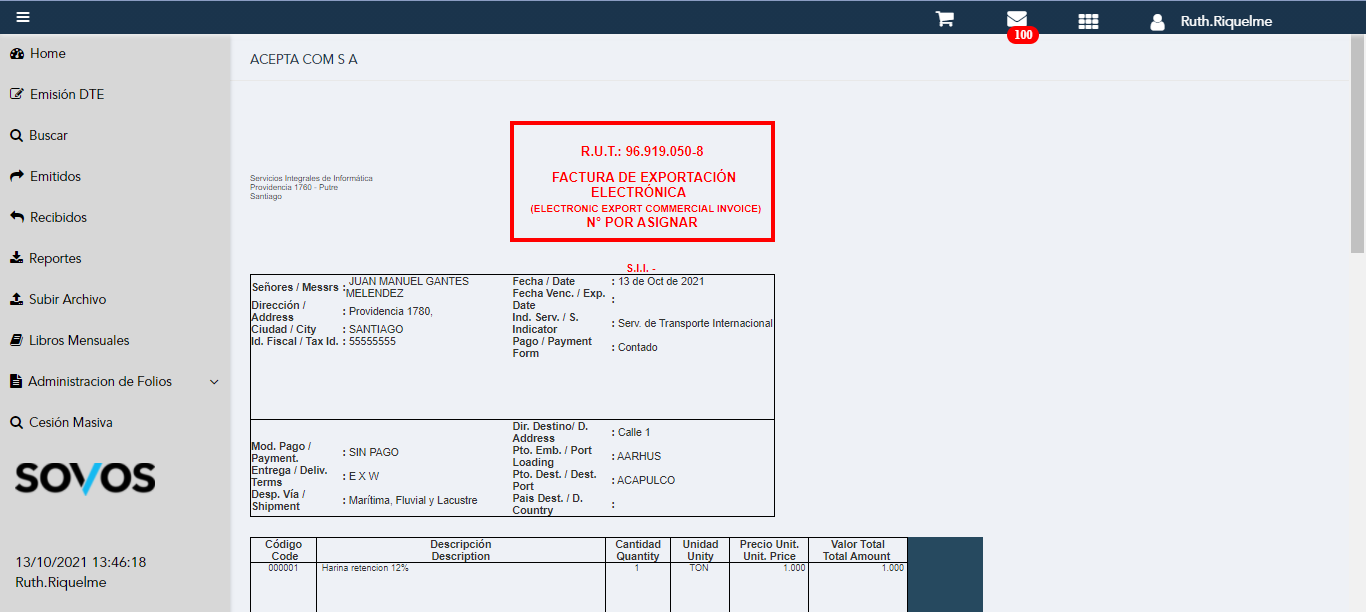 Ruth.Riquelme
100
Home
Emisión DTE
Buscar
Emitidos
Recibidos
Reportes
Subir Archivo
Libros Mensuales
Administracion de Folios
Cesión Masiva
SOVOS
13/10/2021 13:46:18
Ruth.Riquelme
ACEPTA COM S A
Servicios Integrales de Informática
Providencia 1760 - Putre
Santiago
R.U.T.: 96.919.050-8
FACTURA DE EXPORTACIÓN
ELECTRÓNICA
(ELECTRONIC EXPORT COMMERCIAL INVOICE)
N° POR ASIGNAR
S.I.I. -
Señores / Messrs : JUAN MANUEL GANTES
MELENDEZ
Dirección /
Address : Providencia 1780,
Ciudad / City : SANTIAGO
Id. Fiscal / Tax Id. : 55555555
Fecha / Date : 13 de Oct de 2021
Fecha Venc. / Exp.
Date :
Ind. Serv. / S.
Indicator : Serv. de Transporte Internacional
Pago / Payment
Form : Contado
Mod. Pago /
Payment. : SIN PAGO
Entrega / Deliv.
Terms : E X W
Desp. Vía /
Shipment : Marítima, Fluvial y Lacustre
Dir. Destino/ D.
Address : Calle 1
Pto. Emb. / Port
Loading : AARHUS
Pto. Dest. / Dest.
Port : ACAPULCO
Pais Dest. / D.
Country :
Código Descripción Cantidad Unidad Precio Unit. Valor Total
Code Description Quantity Unity Unit. Price Total Amount
000001 Harina retencion 12% 1 TON 1.000 1.000